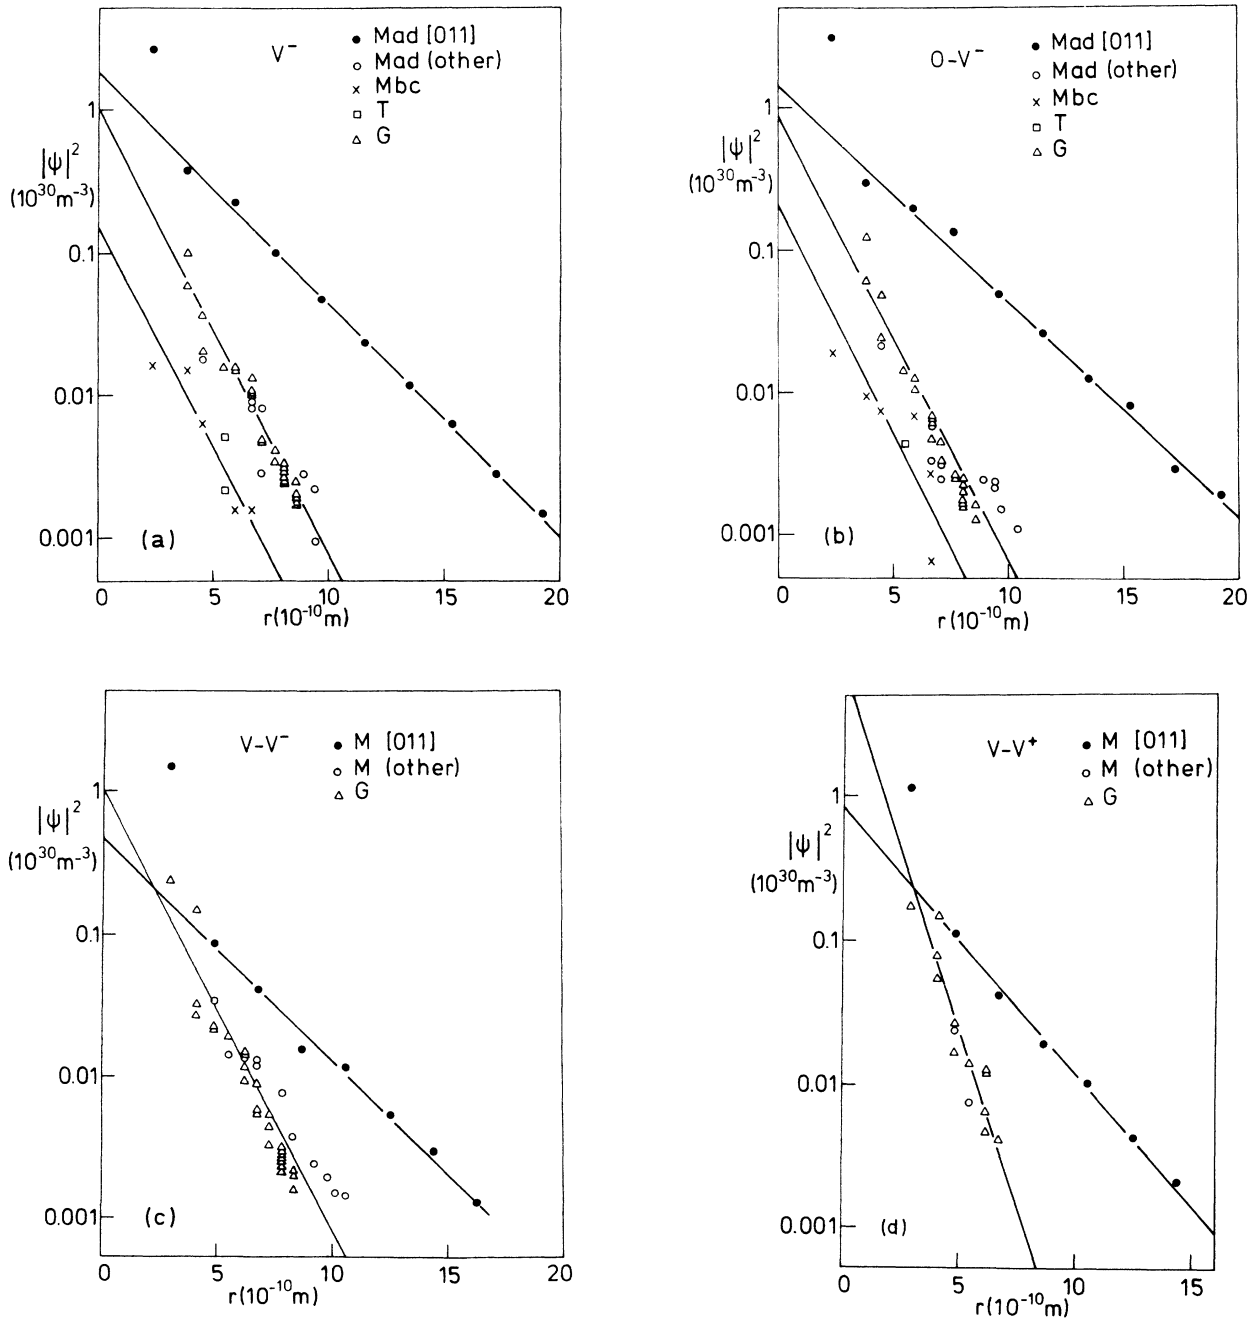 V⁻
● Mad [011]
○ Mad (other)
× Mbc
□ T
△ G
1
|ψ|²
(10³⁰m⁻³)
0.1
0.01
0.001
(a)
0 5 10 15 20
r(10⁻¹⁰m)
O-V⁻
● Mad [011]
○ Mad (other)
× Mbc
□ T
△ G
1
|ψ|²
(10³⁰m⁻³)
0.1
0.01
0.001
(b)
0 5 10 15 20
r(10⁻¹⁰m)
V-V⁻
● M [011]
○ M (other)
△ G
1
|ψ|²
(10³⁰m⁻³)
0.1
0.01
0.001
(c)
0 5 10 15 20
r(10⁻¹⁰m)
V-V⁺
● M [011]
○ M (other)
△ G
1
|ψ|²
(10³⁰m⁻³)
0.1
0.01
0.001
(d)
0 5 10 15
r(10⁻¹⁰m)